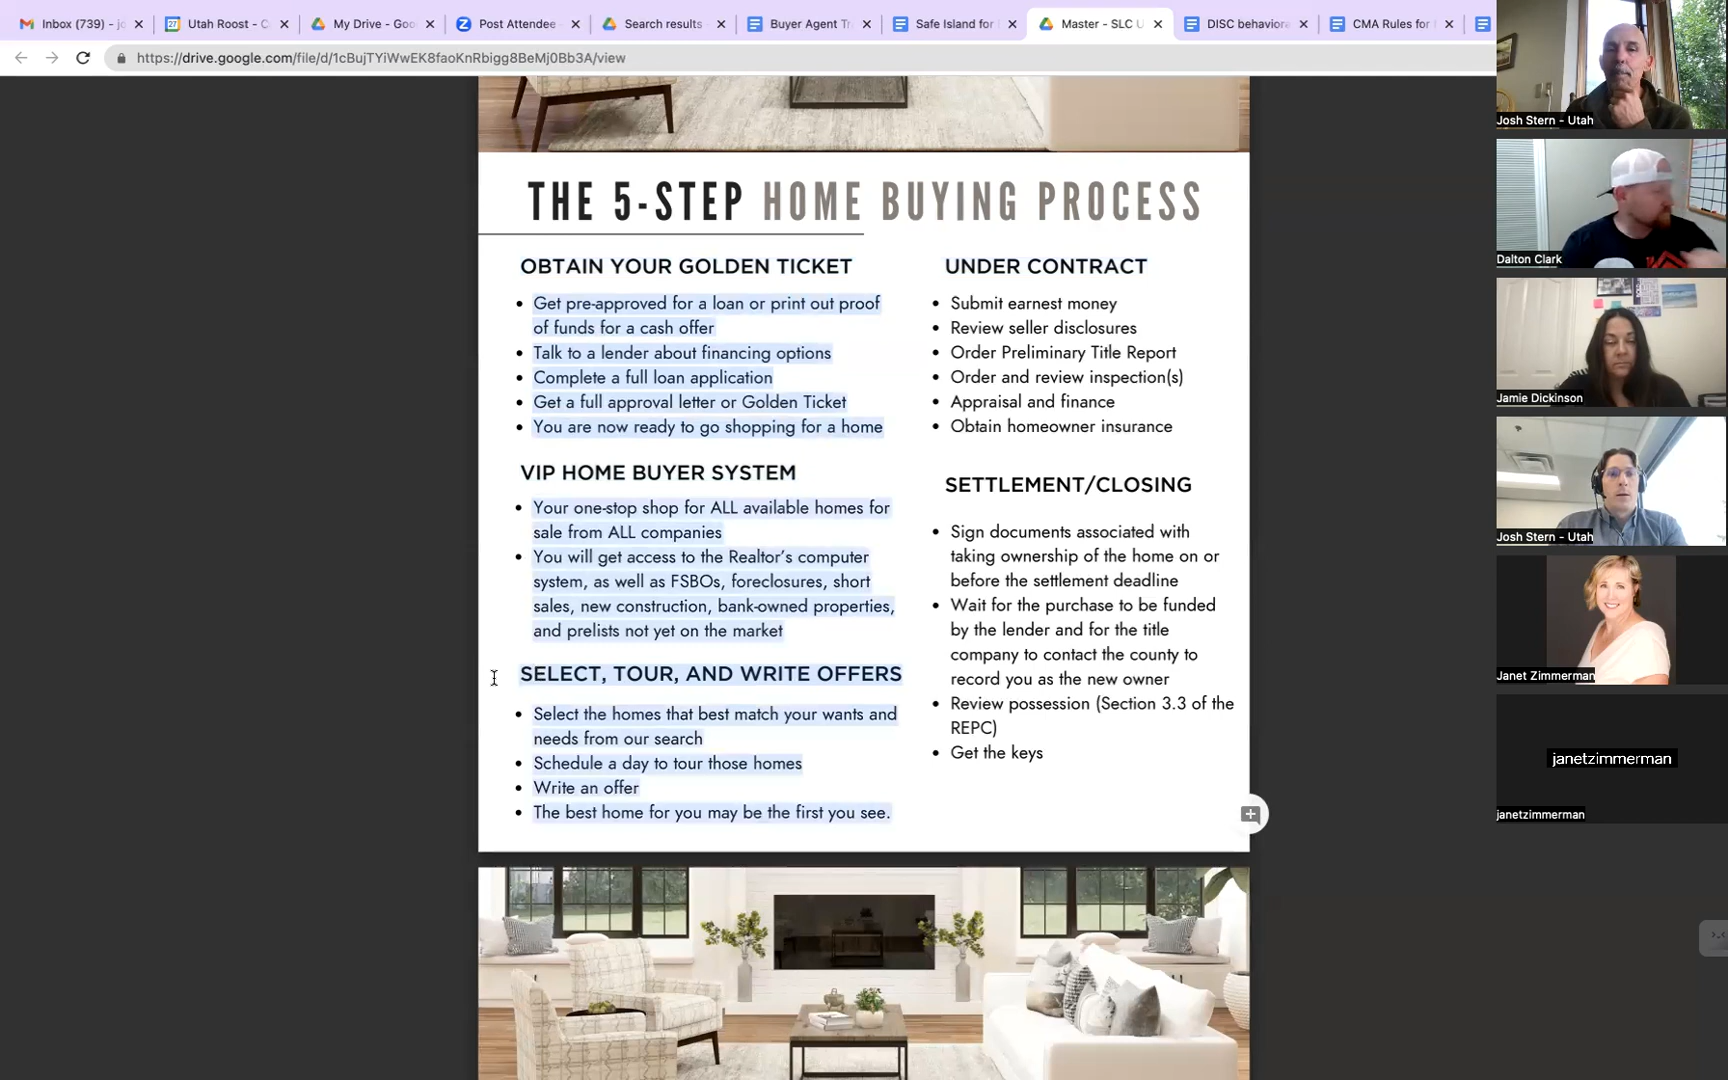 Inbox (739) - j
Utah Roost - C
My Drive - Goo
Post Attendee -
Search results -
Buyer Agent Tr
Safe Island for
Master - SLC U
DISC behavior
CMA Rules for
https://drive.google.com/file/d/1cBujTYiWwEK8faoKnRbigg8BeMj0Bb3A/view
THE 5-STEP HOME BUYING PROCESS
OBTAIN YOUR GOLDEN TICKET
Get pre-approved for a loan or print out proof
of funds for a cash offer
Talk to a lender about financing options
Complete a full loan application
Get a full approval letter or Golden Ticket
You are now ready to go shopping for a home
VIP HOME BUYER SYSTEM
Your one-stop shop for ALL available homes for
sale from ALL companies
You will get access to the Realtor's computer
system, as well as FSBOs, foreclosures, short
sales, new construction, bank-owned properties,
and prelists not yet on the market
SELECT, TOUR, AND WRITE OFFERS
Select the homes that best match your wants and
needs from our search
Schedule a day to tour those homes
Write an offer
The best home for you may be the first you see.
UNDER CONTRACT
Submit earnest money
Review seller disclosures
Order Preliminary Title Report
Order and review inspection(s)
Appraisal and finance
Obtain homeowner insurance
SETTLEMENT/CLOSING
Sign documents associated with
taking ownership of the home on or
before the settlement deadline
Wait for the purchase to be funded
by the lender and for the title
company to contact the county to
record you as the new owner
Review possession (Section 3.3 of the
REPC)
Get the keys
Josh Stern - Utah
Dalton Clark
Jamie Dickinson
Josh Stern - Utah
Janet Zimmerman
janetzimmerman
janetzimmerman